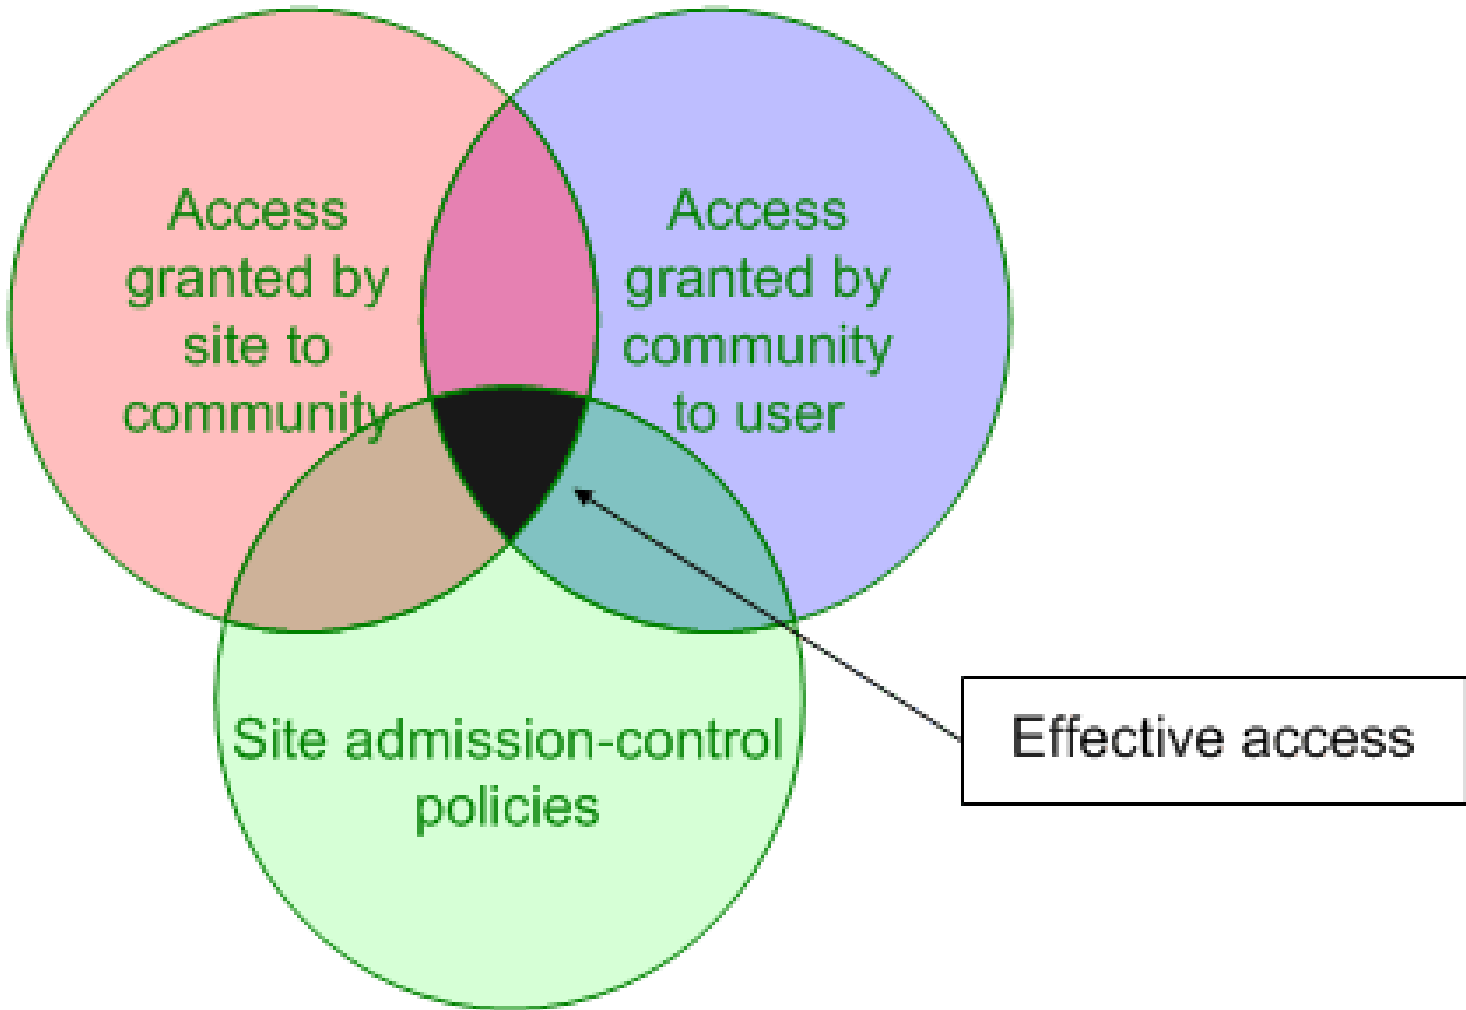 Access
granted by
site to
community
Access
granted by
community
to user
Site admission-control
policies
Effective access